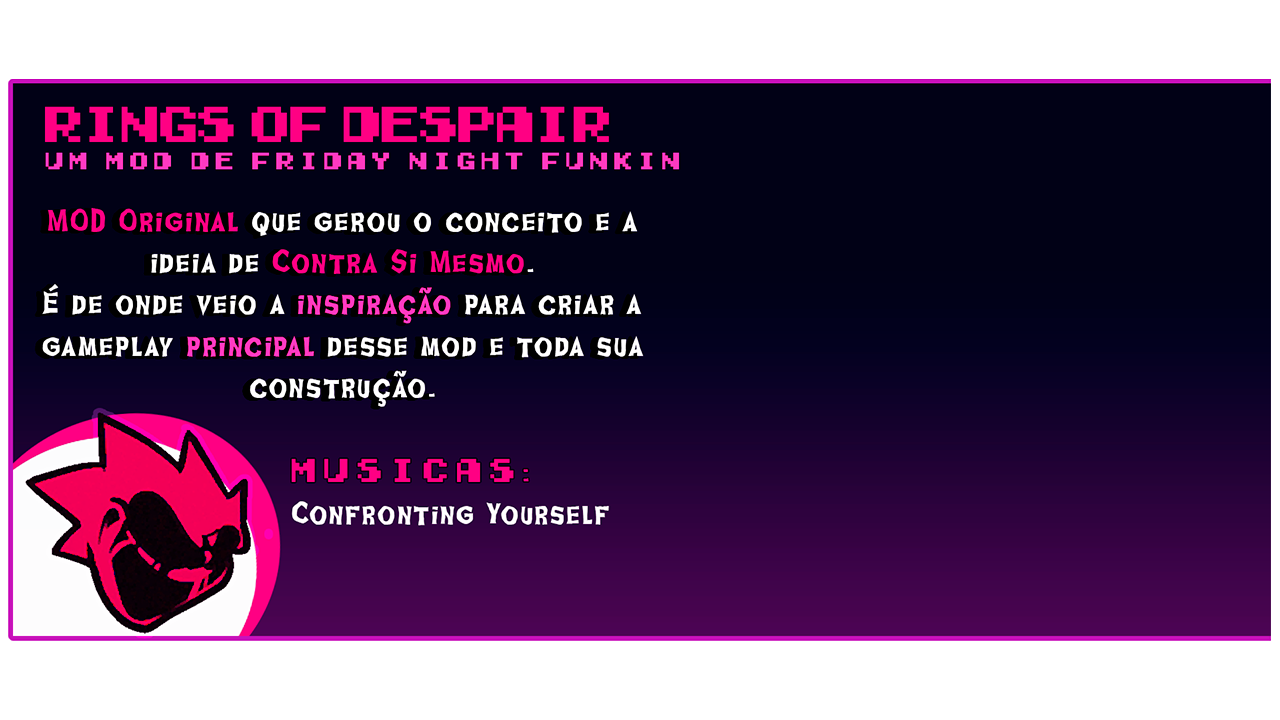 RINGS OF DESPAIR
UM MOD DE FRIDAY NIGHT FUNKIN
MOD Original que gerou o conceito e a
ideia de Contra Si Mesmo.
É de onde veio a inspiração para criar a
gameplay principal desse mod e toda sua
construção.
MUSICAS:
Confronting Yourself